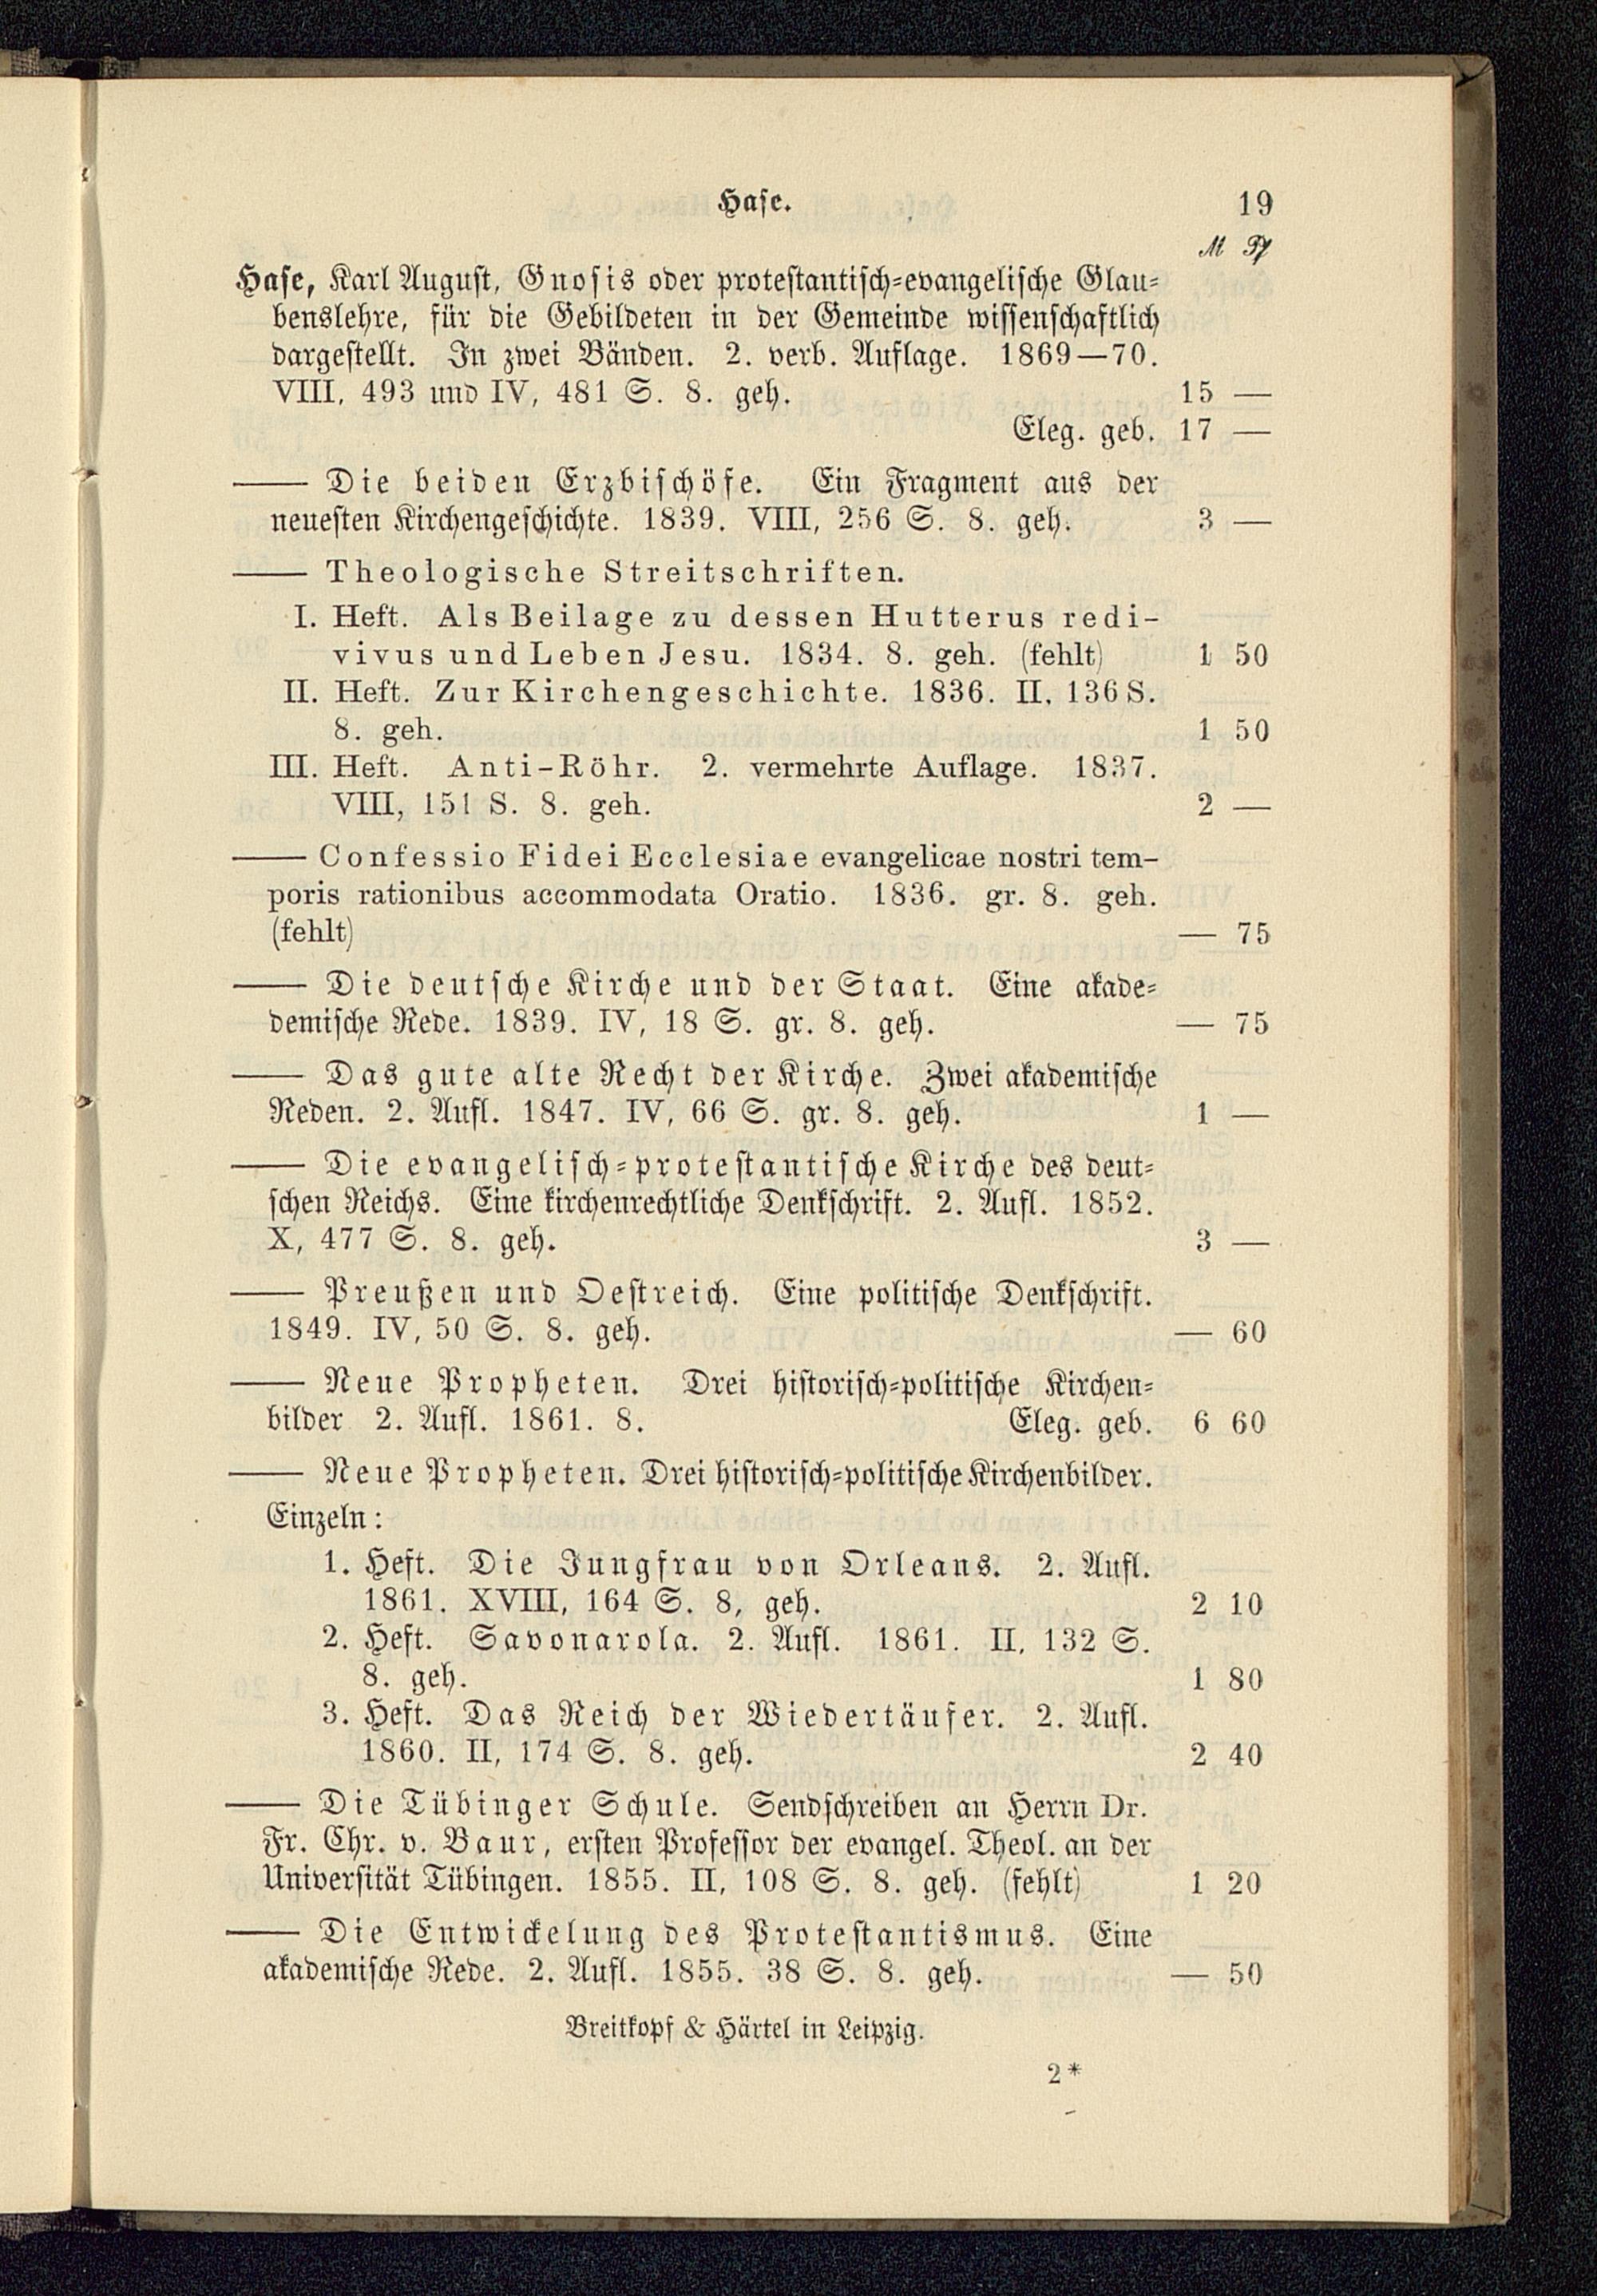 Hase. 19
M Pf
Hase, Karl August, Gnosis oder protestantisch-evangelische Glau-
benslehre, für die Gebildeten in der Gemeinde wissenschaftlich
dargestellt. In zwei Bänden. 2. verb. Auflage. 1869—70.
VIII, 493 und IV, 481 S. 8. geh. 15 —
Eleg. geb. 17 —
—— Die beiden Erzbischöfe. Ein Fragment aus der
neuesten Kirchengeschichte. 1839. VIII, 256 S. 8. geh. 3 —
—— Theologische Streitschriften.
I. Heft. Als Beilage zu dessen Hutterus redi-
vivus und Leben Jesu. 1834. 8. geh. (fehlt) 1 50
II. Heft. Zur Kirchengeschichte. 1836. II, 136 S.
8. geh. 1 50
III. Heft. Anti-Röhr. 2. vermehrte Auflage. 1837.
VIII, 151 S. 8. geh. 2 —
—— Confessio Fidei Ecclesiae evangelicae nostri tem-
poris rationibus accommodata Oratio. 1836. gr. 8. geh.
(fehlt) — 75
—— Die deutsche Kirche und der Staat. Eine akade-
demische Rede. 1839. IV, 18 S. gr. 8. geh. — 75
—— Das gute alte Recht der Kirche. Zwei akademische
Reden. 2. Aufl. 1847. IV, 66 S. gr. 8. geh. 1 —
—— Die evangelisch-protestantische Kirche des deut-
schen Reichs. Eine kirchenrechtliche Denkschrift. 2. Aufl. 1852.
X, 477 S. 8. geh. 3 —
—— Preußen und Oestreich. Eine politische Denkschrift.
1849. IV, 50 S. 8. geh. — 60
—— Neue Propheten. Drei historisch-politische Kirchen-
bilder 2. Aufl. 1861. 8. Eleg. geb. 6 60
—— Neue Propheten. Drei historisch-politische Kirchenbilder.
Einzeln:
1. Heft. Die Jungfrau von Orleans. 2. Aufl.
1861. XVIII, 164 S. 8, geh. 2 10
2. Heft. Savonarola. 2. Aufl. 1861. II, 132 S.
8. geh. 1 80
3. Heft. Das Reich der Wiedertäufer. 2. Aufl.
1860. II, 174 S. 8. geh. 2 40
—— Die Tübinger Schule. Sendschreiben an Herrn Dr.
Fr. Chr. v. Baur, ersten Professor der evangel. Theol. an der
Universität Tübingen. 1855. II, 108 S. 8. geh. (fehlt) 1 20
—— Die Entwickelung des Protestantismus. Eine
akademische Rede. 2. Aufl. 1855. 38 S. 8. geh. — 50
Breitkopf & Härtel in Leipzig.
2*